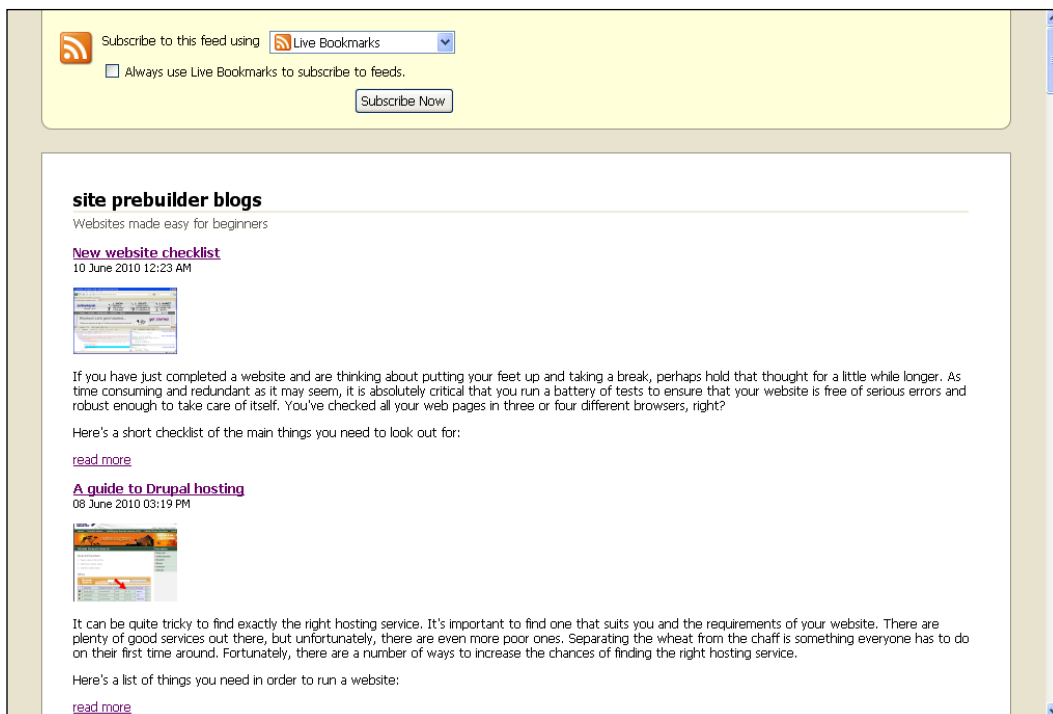 Subscribe to this feed using Live Bookmarks
Always use Live Bookmarks to subscribe to feeds.
Subscribe Now
site prebuilder blogs
Websites made easy for beginners
New website checklist
10 June 2010 12:23 AM
If you have just completed a website and are thinking about putting your feet up and taking a break, perhaps hold that thought for a little while longer. As
time consuming and redundant as it may seem, it is absolutely critical that you run a battery of tests to ensure that your website is free of serious errors and
robust enough to take care of itself. You've checked all your web pages in three or four different browsers, right?
Here's a short checklist of the main things you need to look out for:
read more
A guide to Drupal hosting
08 June 2010 03:19 PM
It can be quite tricky to find exactly the right hosting service. It's important to find one that suits you and the requirements of your website. There are
plenty of good services out there, but unfortunately, there are even more poor ones. Separating the wheat from the chaff is something everyone has to do
on their first time around. Fortunately, there are a number of ways to increase the chances of finding the right hosting service.
Here's a list of things you need in order to run a website:
read more